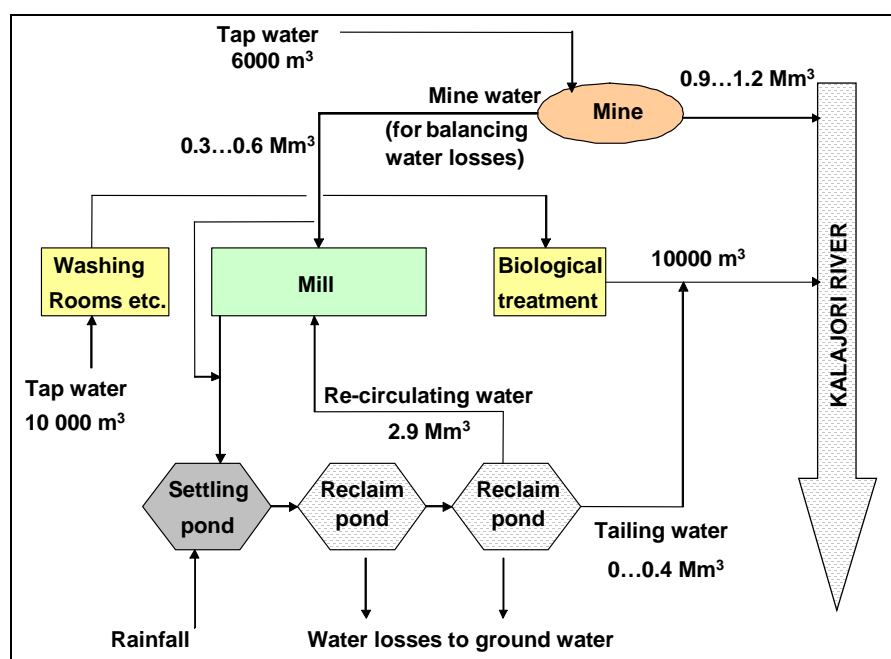 Tap water
6000 m³
0.9…1.2 Mm³
Mine water
Mine
(for balancing
water losses)
0.3…0.6 Mm³
Washing
Rooms etc.
Mill
Biological
treatment
10000 m³
KALAJORI RIVER
Tap water
10 000 m³
Re-circulating water
2.9 Mm³
Settling
pond
Reclaim
pond
Reclaim
pond
Tailing water
0…0.4 Mm³
Rainfall
Water losses to ground water